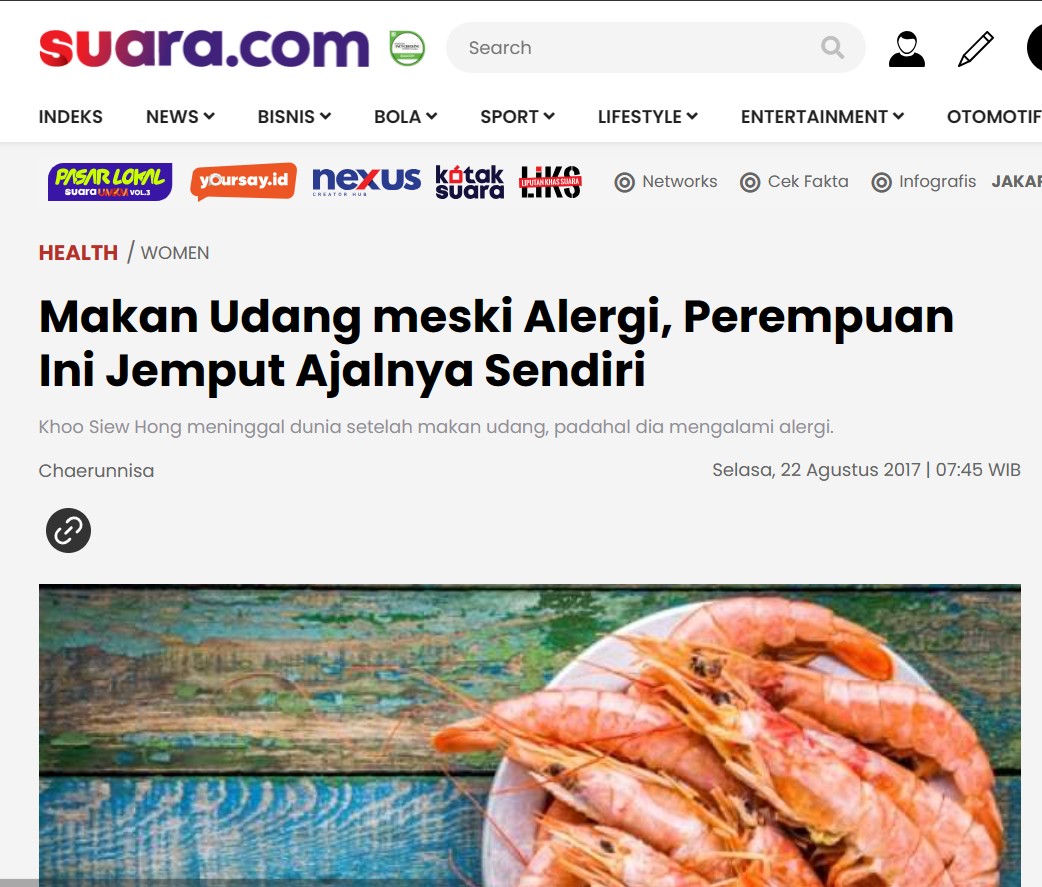 suara.com
Search
INDEKS NEWS BISNIS BOLA SPORT LIFESTYLE ENTERTAINMENT OTOMOTIF
PASAR LOKAL
suara UMKM VOL.3
yoursay.id
nexus
CREATOR HUB
kotak
suara
LIKS
LIPUTAN KHAS SUARA
Networks Cek Fakta Infografis JAKAR
HEALTH / WOMEN
Makan Udang meski Alergi, Perempuan
Ini Jemput Ajalnya Sendiri
Khoo Siew Hong meninggal dunia setelah makan udang, padahal dia mengalami alergi.
Chaerunnisa
Selasa, 22 Agustus 2017 | 07:45 WIB